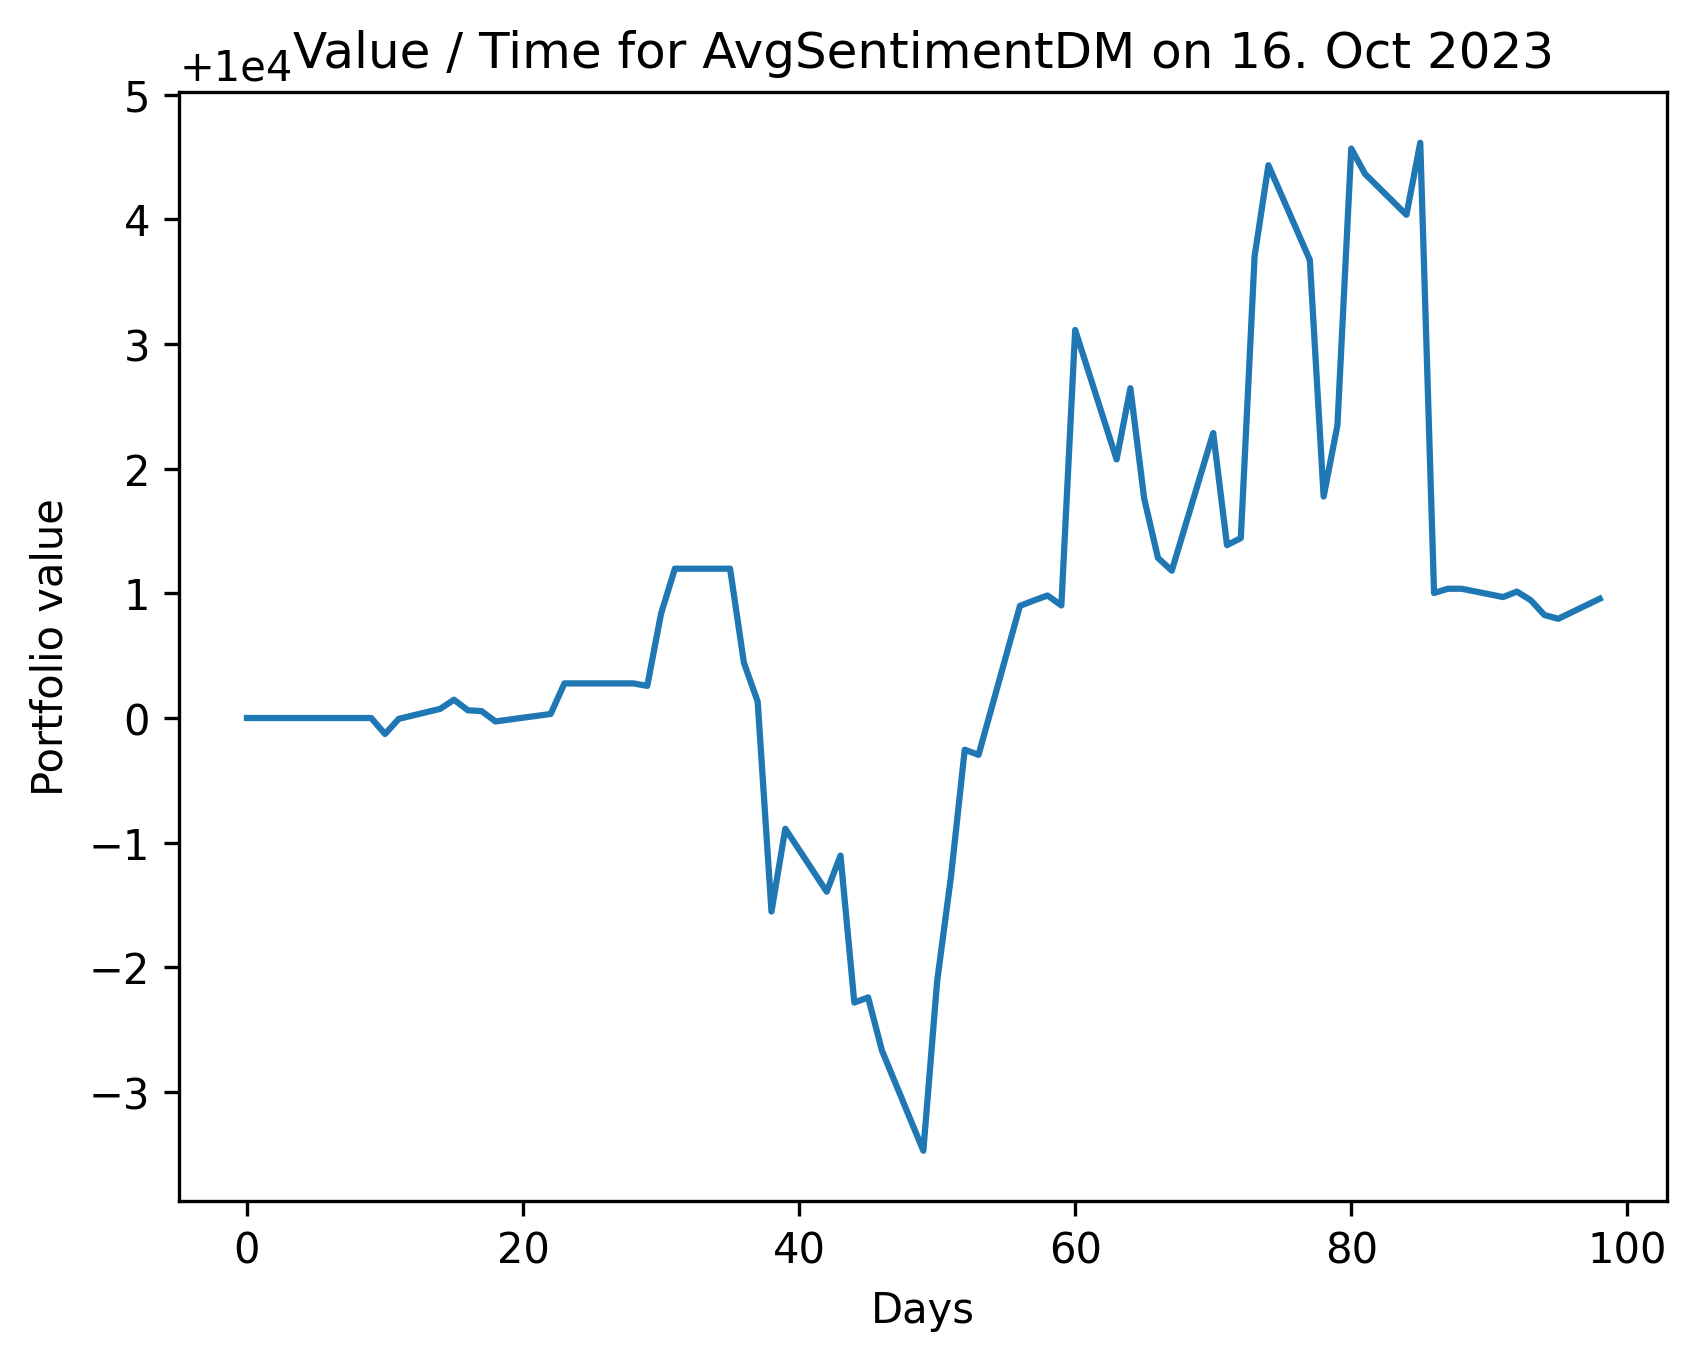 Value / Time for AvgSentimentDM on 16. Oct 2023
+1e4
5
4
3
2
1
0
−1
−2
−3
Portfolio value
0 20 40 60 80 100
Days